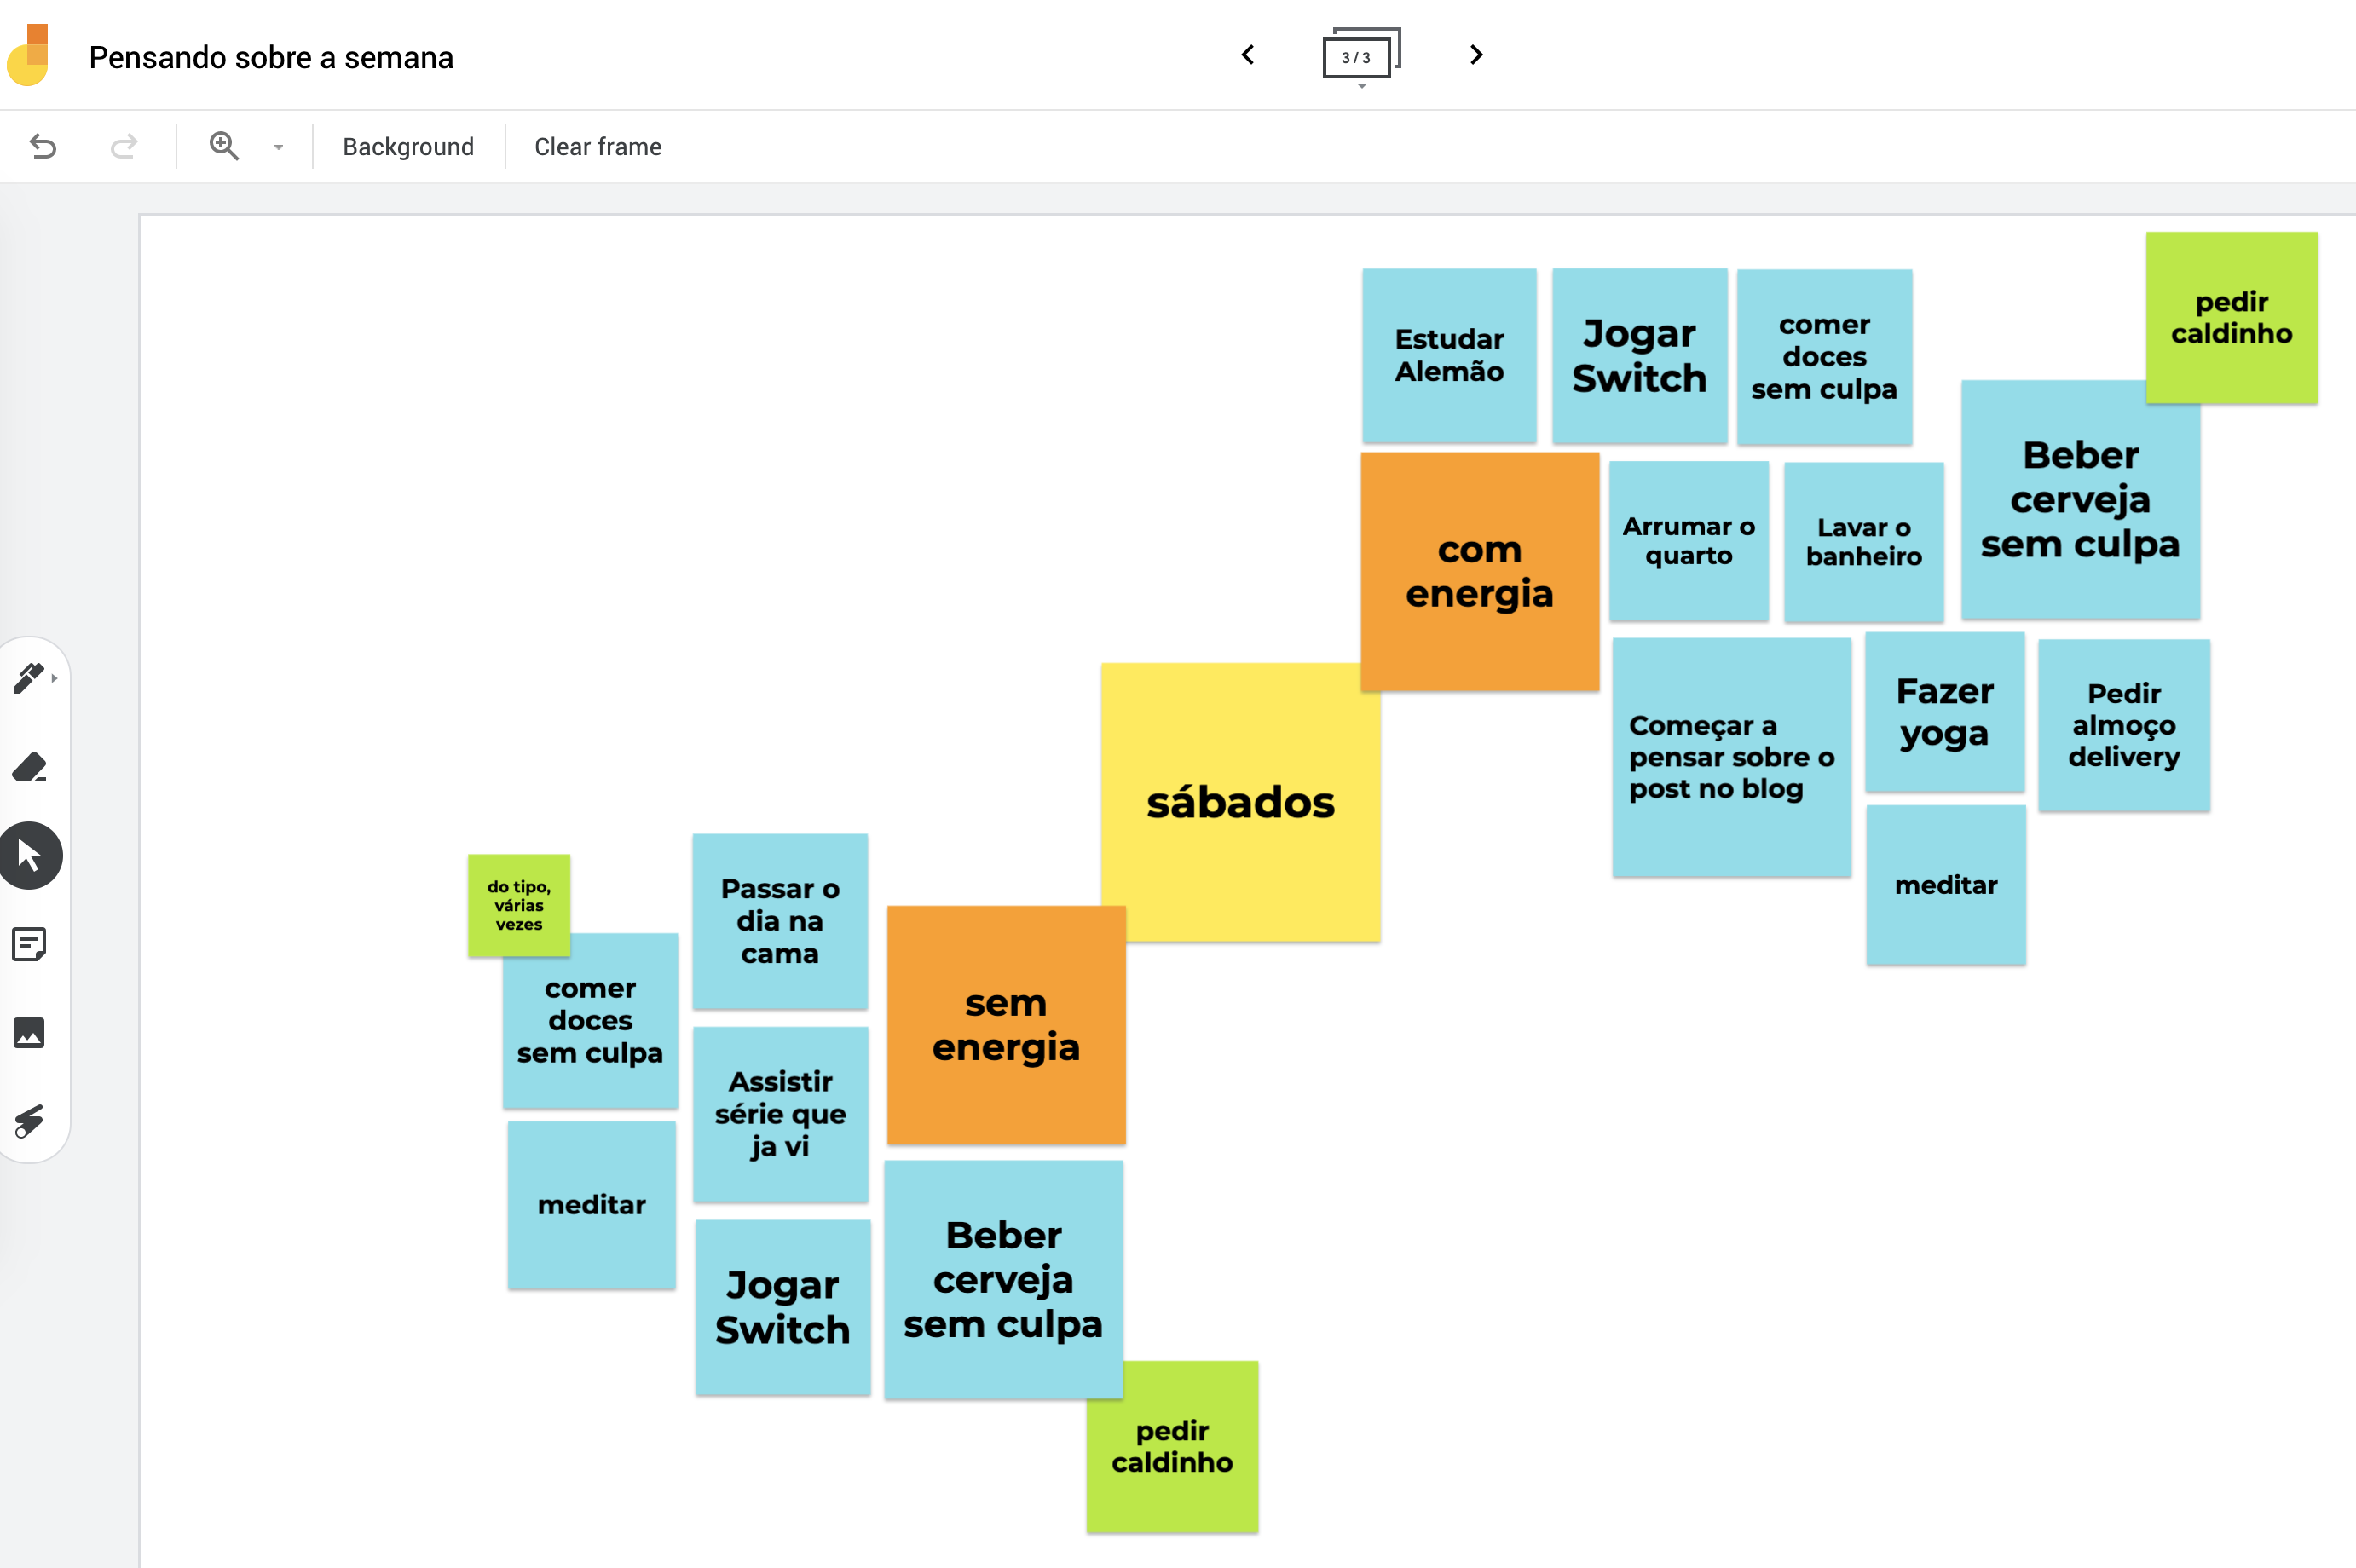 Pensando sobre a semana
3 / 3
Background
Clear frame
pedir
caldinho
Estudar
Alemão
Jogar
Switch
comer
doces
sem culpa
Beber
cerveja
sem culpa
com
energia
Arrumar o
quarto
Lavar o
banheiro
Começar a
pensar sobre o
post no blog
Fazer
yoga
Pedir
almoço
delivery
meditar
sábados
do tipo,
várias
vezes
Passar o
dia na
cama
comer
doces
sem culpa
sem
energia
Assistir
série que
ja vi
meditar
Jogar
Switch
Beber
cerveja
sem culpa
pedir
caldinho